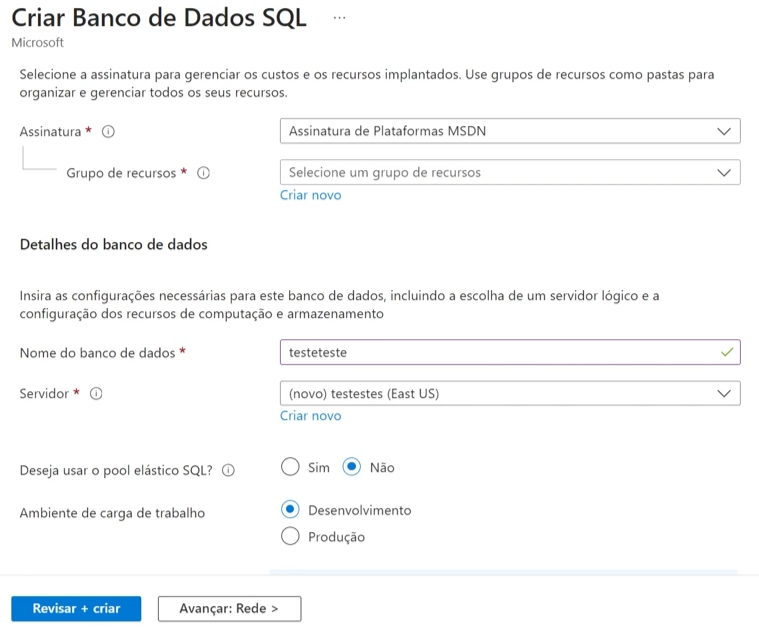 Criar Banco de Dados SQL ...
Microsoft
Selecione a assinatura para gerenciar os custos e os recursos implantados. Use grupos de recursos como pastas para
organizar e gerenciar todos os seus recursos.
Assinatura *
Assinatura de Plataformas MSDN
Grupo de recursos *
Selecione um grupo de recursos
Criar novo
Detalhes do banco de dados
Insira as configurações necessárias para este banco de dados, incluindo a escolha de um servidor lógico e a
configuração dos recursos de computação e armazenamento
Nome do banco de dados *
testeteste
Servidor *
(novo) testestes (East US)
Criar novo
Deseja usar o pool elástico SQL?
Sim
Não
Ambiente de carga de trabalho
Desenvolvimento
Produção
Revisar + criar
Avançar: Rede >